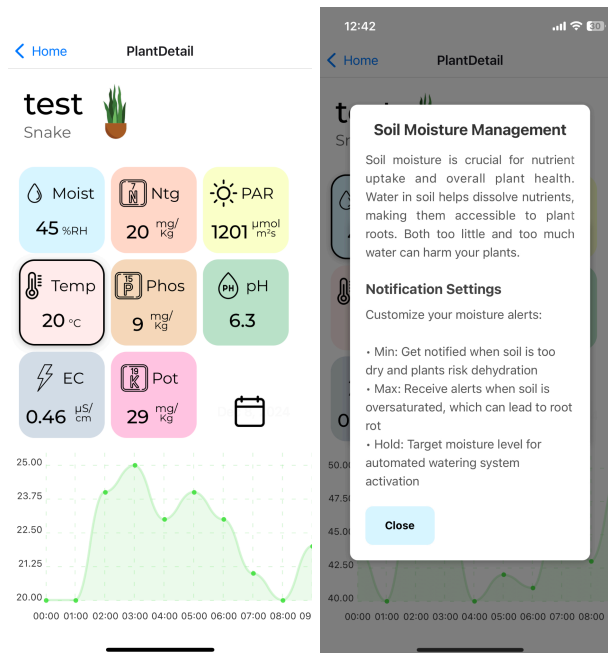 Home
PlantDetail
test
Snake
Moist
45 %RH
7
N
Ntg
20 mg/
Kg
PAR
1201 μmol
m²s
Temp
20 °C
15
P
Phos
9 mg/
Kg
PH
pH
6.3
EC
0.46 μS/
cm
19
K
Pot
29 mg/
Kg
25.00
23.75
22.50
21.25
20.00
00:00 01:00 02:00 03:00 04:00 05:00 06:00 07:00 08:00 09
12:42
30
Home
PlantDetail
Soil Moisture Management
Soil moisture is crucial for nutrient
uptake and overall plant health.
Water in soil helps dissolve nutrients,
making them accessible to plant
roots. Both too little and too much
water can harm your plants.
Notification Settings
Customize your moisture alerts:
• Min: Get notified when soil is too
dry and plants risk dehydration
• Max: Receive alerts when soil is
oversaturated, which can lead to root
rot
• Hold: Target moisture level for
automated watering system
activation
Close
50.00
47.50
45.00
42.50
40.00
00:00 01:00 02:00 03:00 04:00 05:00 06:00 07:00 08:00